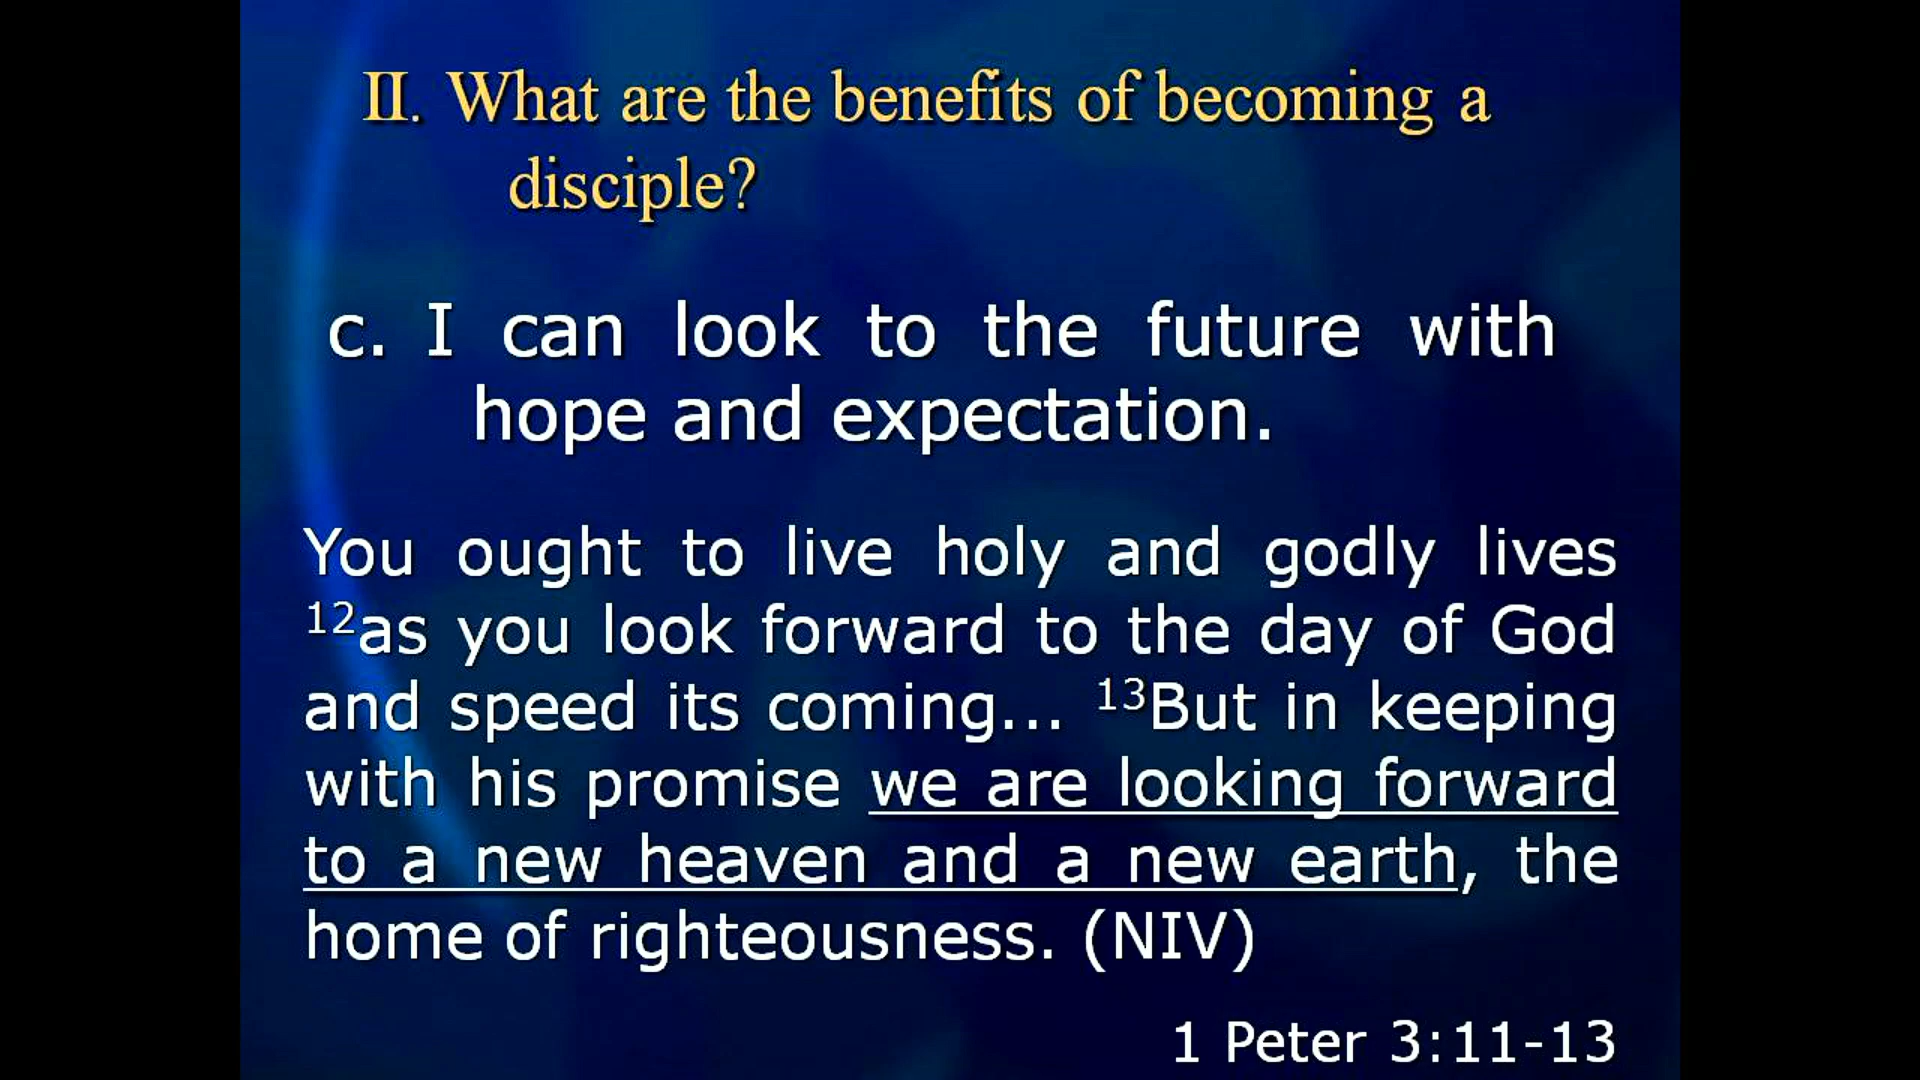 II. What are the benefits of becoming a
disciple?
c. I can look to the future with
hope and expectation.
You ought to live holy and godly lives
12as you look forward to the day of God
and speed its coming... 13But in keeping
with his promise we are looking forward
to a new heaven and a new earth, the
home of righteousness. (NIV)
1 Peter 3:11-13